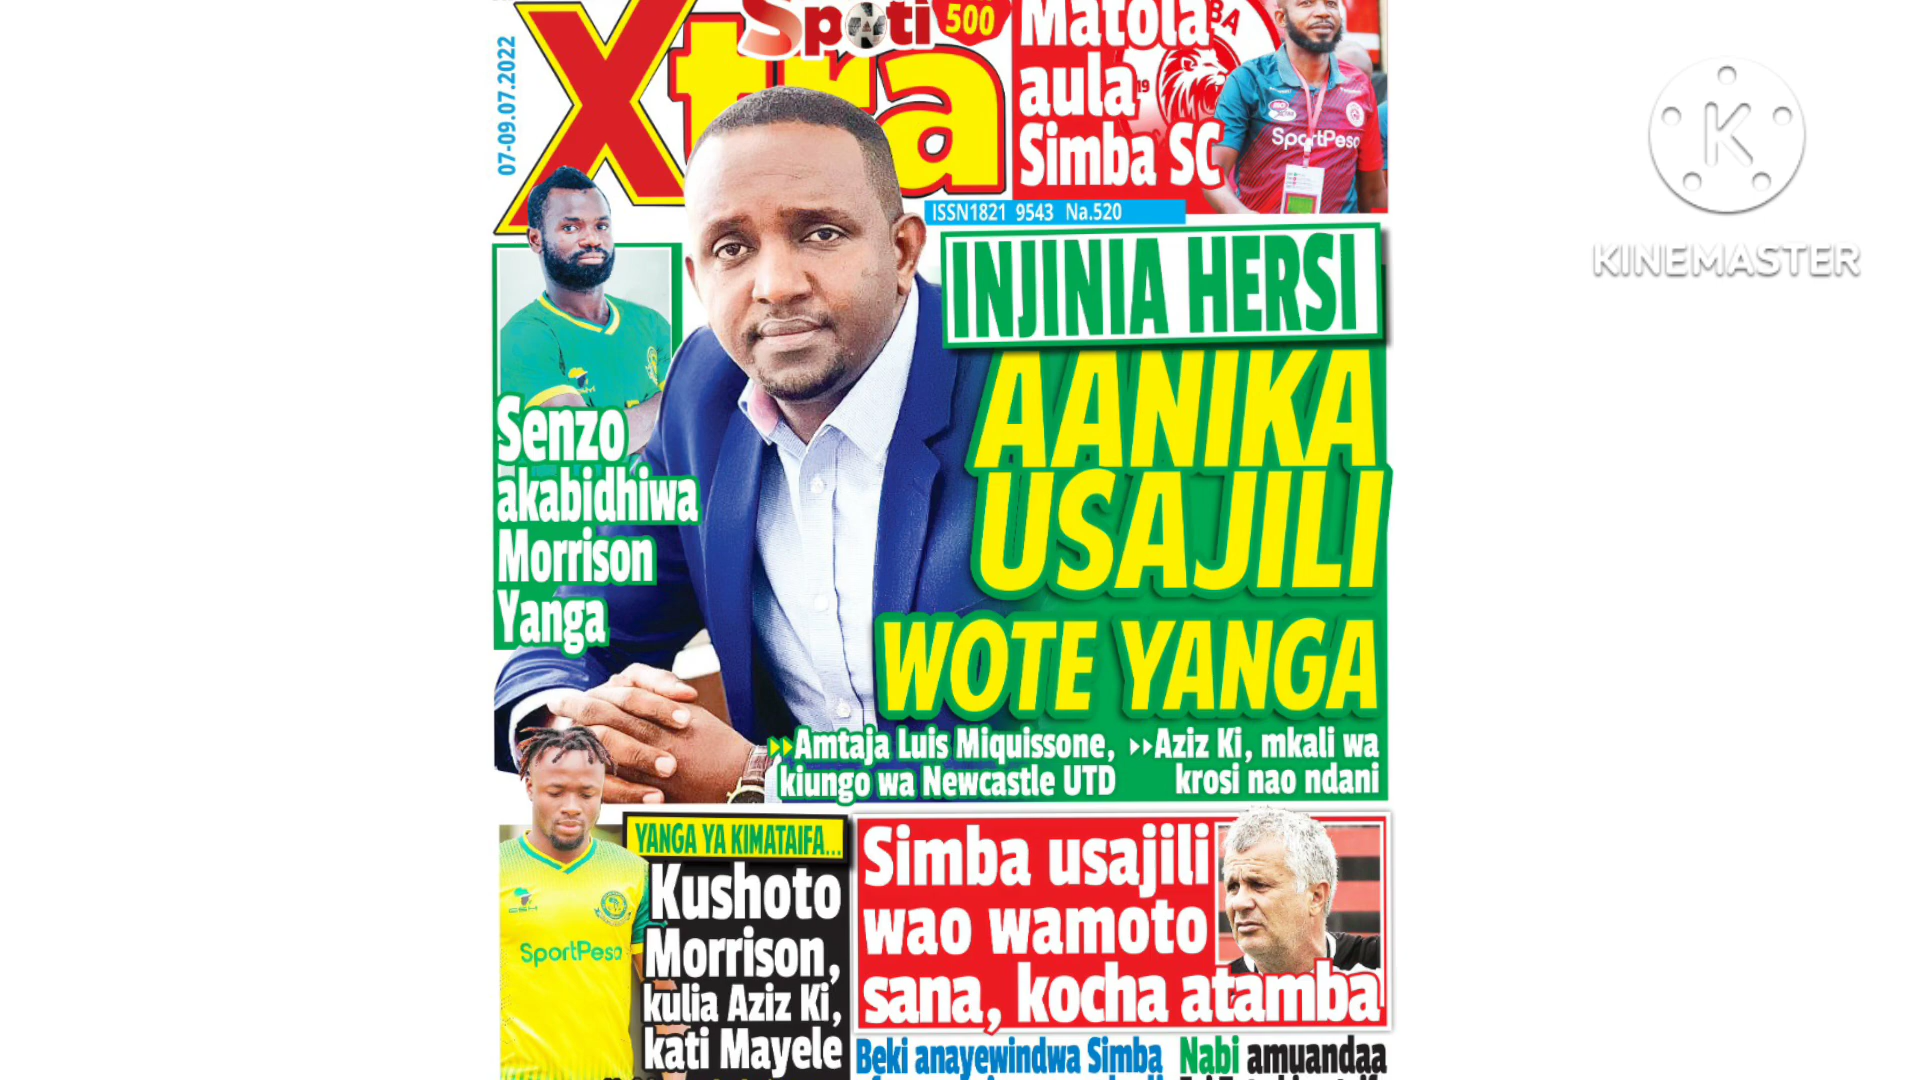 07-09.07.2022
Spoti
Xtra
500
Matola
aula
Simba SC
ISSN1821 9543 Na.520
SportPesa
KINEMASTER
INJINIA HERSI
AANIKA
USAJILI
WOTE YANGA
Senzo
akabidhiwa
Morrison
Yanga
››Amtaja Luis Miquissone,
kiungo wa Newcastle UTD
››Aziz Ki, mkali wa
krosi nao ndani
YANGA YA KIMATAIFA...
Kushoto
Morrison,
kulia Aziz Ki,
kati Mayele
SportPesa
Simba usajili
wao wamoto
sana, kocha atamba
Beki anayewindwa Simba
Nabi amuandaa